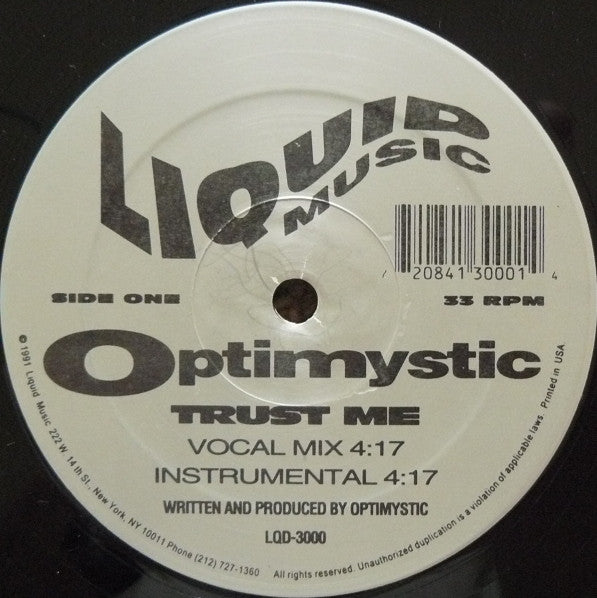 LIQUID
MUSIC
/ 20841 30001 4
SIDE ONE
33 RPM
Optimystic
TRUST ME
VOCAL MIX 4:17
INSTRUMENTAL 4:17
WRITTEN AND PRODUCED BY OPTIMYSTIC
LQD-3000
© 1991 Liquid Music 222 W. 14 th St., New York, NY 10011 Phone (212) 727-1360 All rights reserved. Unauthorized duplication is a violation of applicable laws. Printed in USA